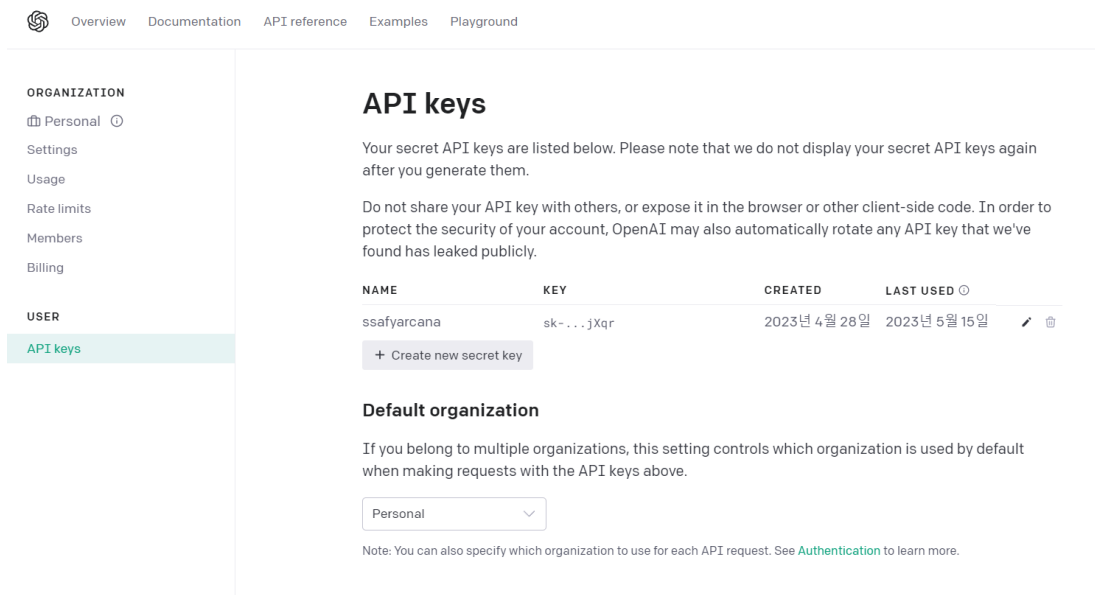 Overview Documentation API reference Examples Playground
ORGANIZATION
Personal
Settings
Usage
Rate limits
Members
Billing
USER
API keys
API keys
Your secret API keys are listed below. Please note that we do not display your secret API keys again
after you generate them.
Do not share your API key with others, or expose it in the browser or other client-side code. In order to
protect the security of your account, OpenAI may also automatically rotate any API key that we've
found has leaked publicly.
NAME KEY CREATED LAST USED
ssafyarcana sk-...jXqr 2023년 4월 28일 2023년 5월 15일
+ Create new secret key
Default organization
If you belong to multiple organizations, this setting controls which organization is used by default
when making requests with the API keys above.
Personal
Note: You can also specify which organization to use for each API request. See Authentication to learn more.